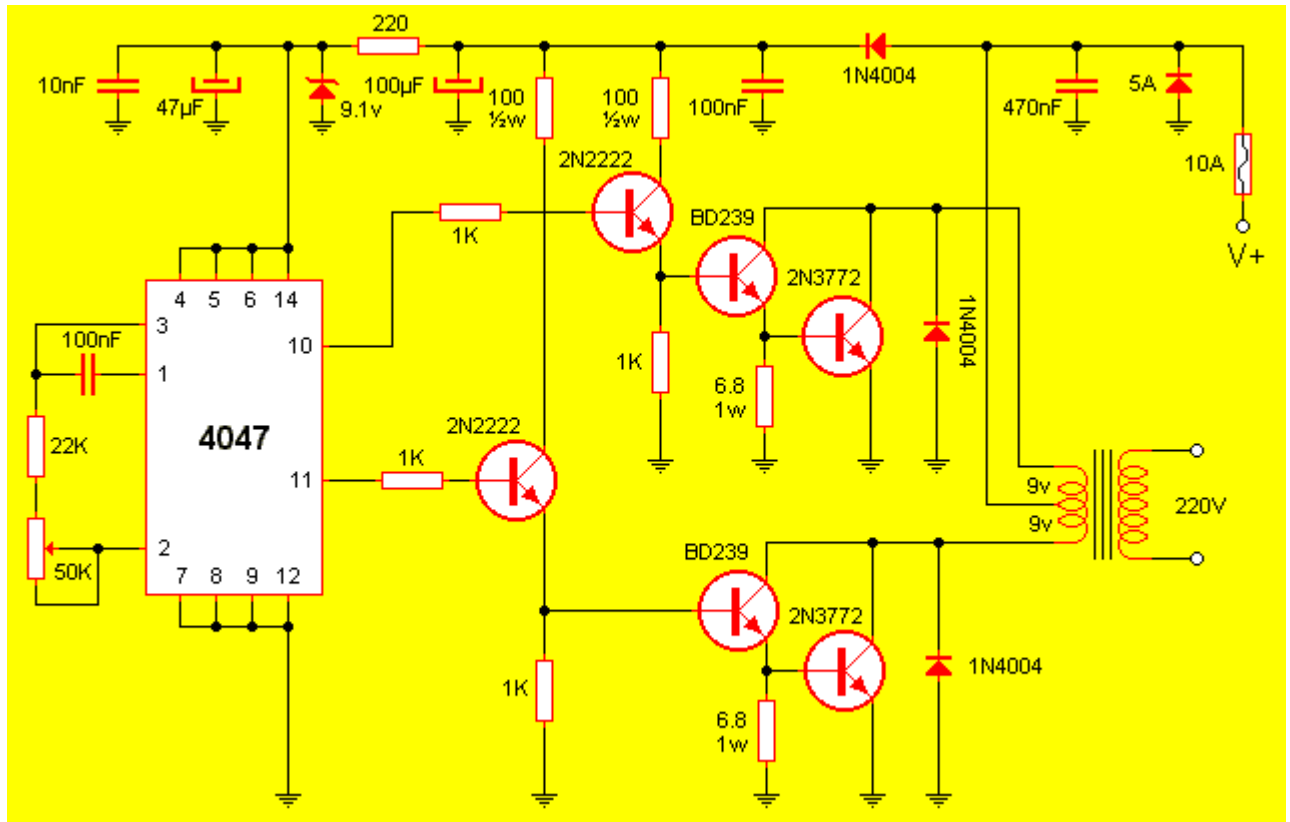 220
10nF
47µF
9.1v
100µF
100
½w
100
½w
100nF
1N4004
470nF
5A
10A
V+
2N2222
1K
BD239
2N3772
1N4004
4 5 6 14
3
100nF
10
1
1K
6.8
1w
22K
4047
2N2222
1K
11
9v
9v
220V
2
50K
7 8 9 12
BD239
2N3772
1N4004
1K
6.8
1w